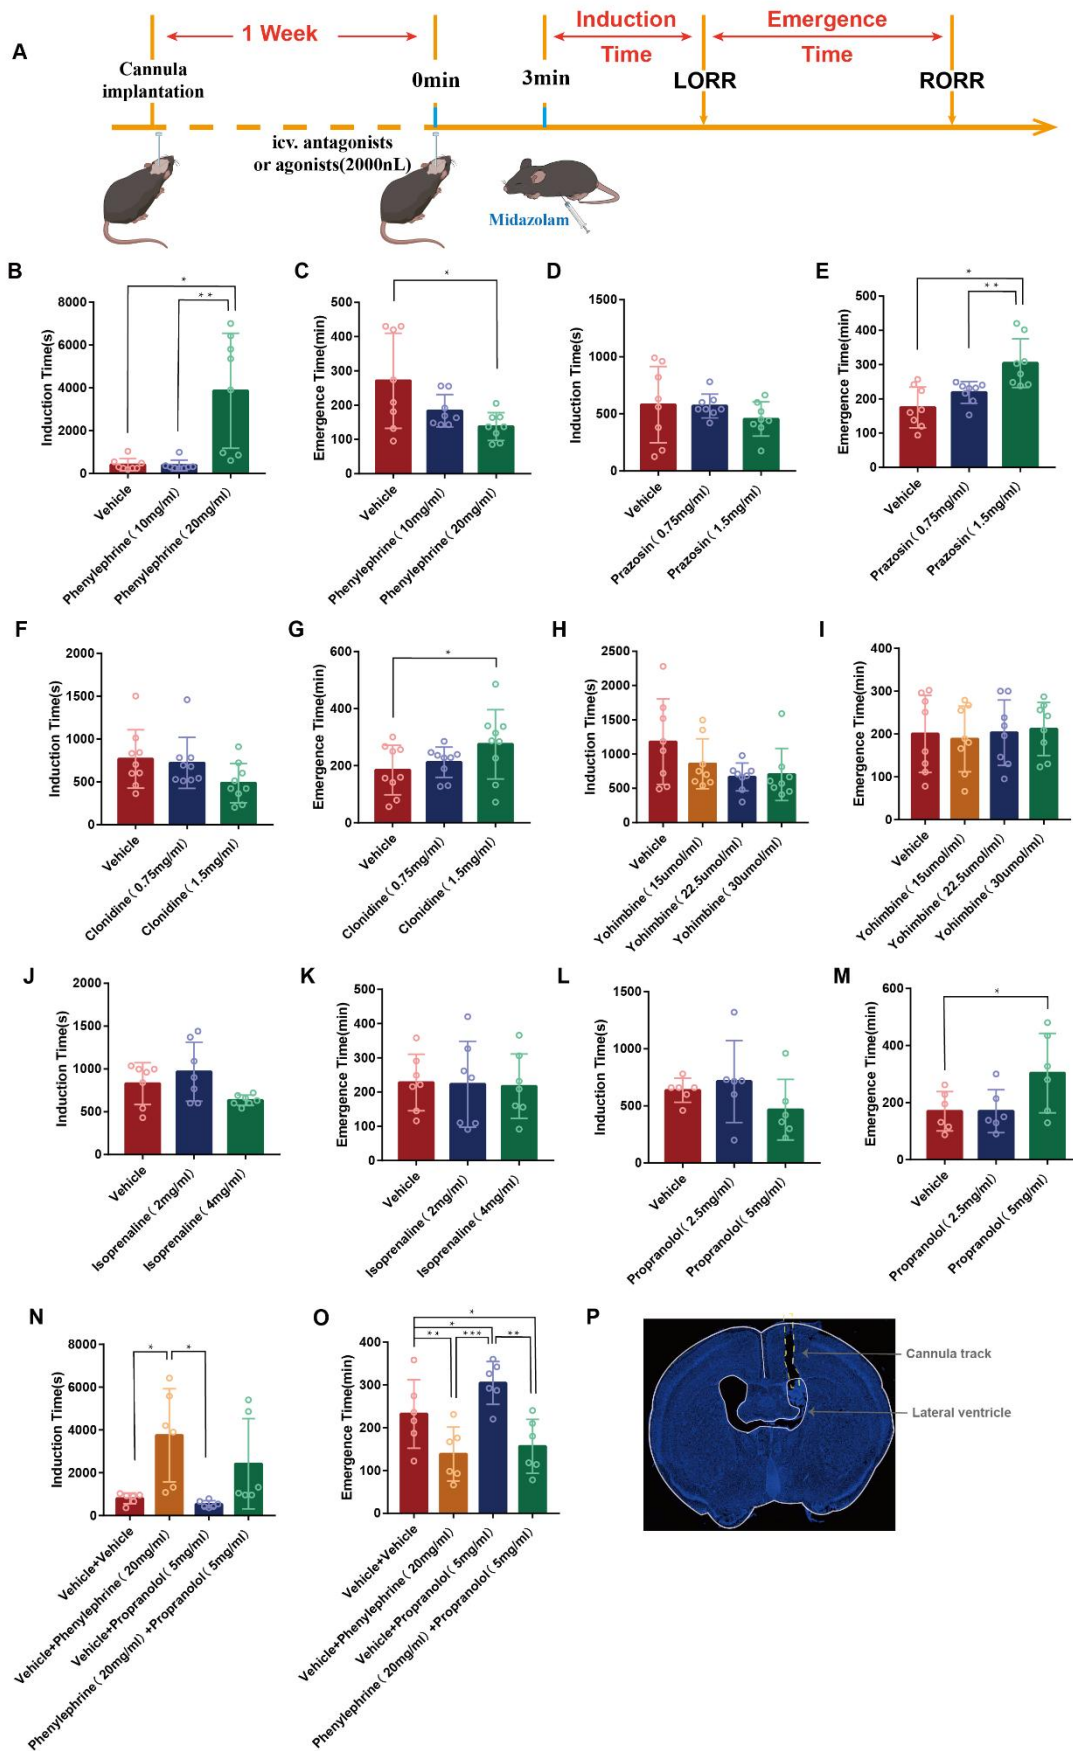 A
1 Week
Induction
Time
Emergence
Time
Cannula
implantation
0min
3min
LORR
RORR
icv. antagonists
or agonists(2000nL)
Midazolam
B
Induction Time(s)
8000
6000
4000
2000
0
*
**
Vehicle
Phenylephrine(10mg/ml)
Phenylephrine(20mg/ml)
C
Emergence Time(min)
500
400
300
200
100
0
*
Vehicle
Phenylephrine(10mg/ml)
Phenylephrine(20mg/ml)
D
Induction Time(s)
1500
1000
500
0
Vehicle
Prazosin(0.75mg/ml)
Prazosin(1.5mg/ml)
E
Emergence Time(min)
500
400
300
200
100
0
*
**
Vehicle
Prazosin(0.75mg/ml)
Prazosin(1.5mg/ml)
F
Induction Time(s)
2000
1500
1000
500
0
Vehicle
Clonidine(0.75mg/ml)
Clonidine(1.5mg/ml)
G
Emergence Time(min)
600
400
200
0
*
Vehicle
Clonidine(0.75mg/ml)
Clonidine(1.5mg/ml)
H
Induction Time(s)
2500
2000
1500
1000
500
0
Vehicle
Yohimbine(15umol/ml)
Yohimbine(22.5umol/ml)
Yohimbine(30umol/ml)
I
Emergence Time(min)
400
300
200
100
0
Vehicle
Yohimbine(15umol/ml)
Yohimbine(22.5umol/ml)
Yohimbine(30umol/ml)
J
Induction Time(s)
2000
1500
1000
500
0
Vehicle
Isoprenaline(2mg/ml)
Isoprenaline(4mg/ml)
K
Emergence Time(min)
500
400
300
200
100
0
Vehicle
Isoprenaline(2mg/ml)
Isoprenaline(4mg/ml)
L
Induction Time(s)
1500
1000
500
0
Vehicle
Propranolol(2.5mg/ml)
Propranolol(5mg/ml)
M
Emergence Time(min)
600
400
200
0
*
Vehicle
Propranolol(2.5mg/ml)
Propranolol(5mg/ml)
N
Induction Time(s)
8000
6000
4000
2000
0
*
*
Vehicle+Vehicle
Vehicle+Phenylephrine(20mg/ml)
Vehicle+Propranolol(5mg/ml)
Phenylephrine(20mg/ml)+Propranolol(5mg/ml)
O
Emergence Time(min)
400
300
200
100
0
*
*
**
***
**
Vehicle+Vehicle
Vehicle+Phenylephrine(20mg/ml)
Vehicle+Propranolol(5mg/ml)
Phenylephrine(20mg/ml)+Propranolol(5mg/ml)
P
Cannula track
Lateral ventricle